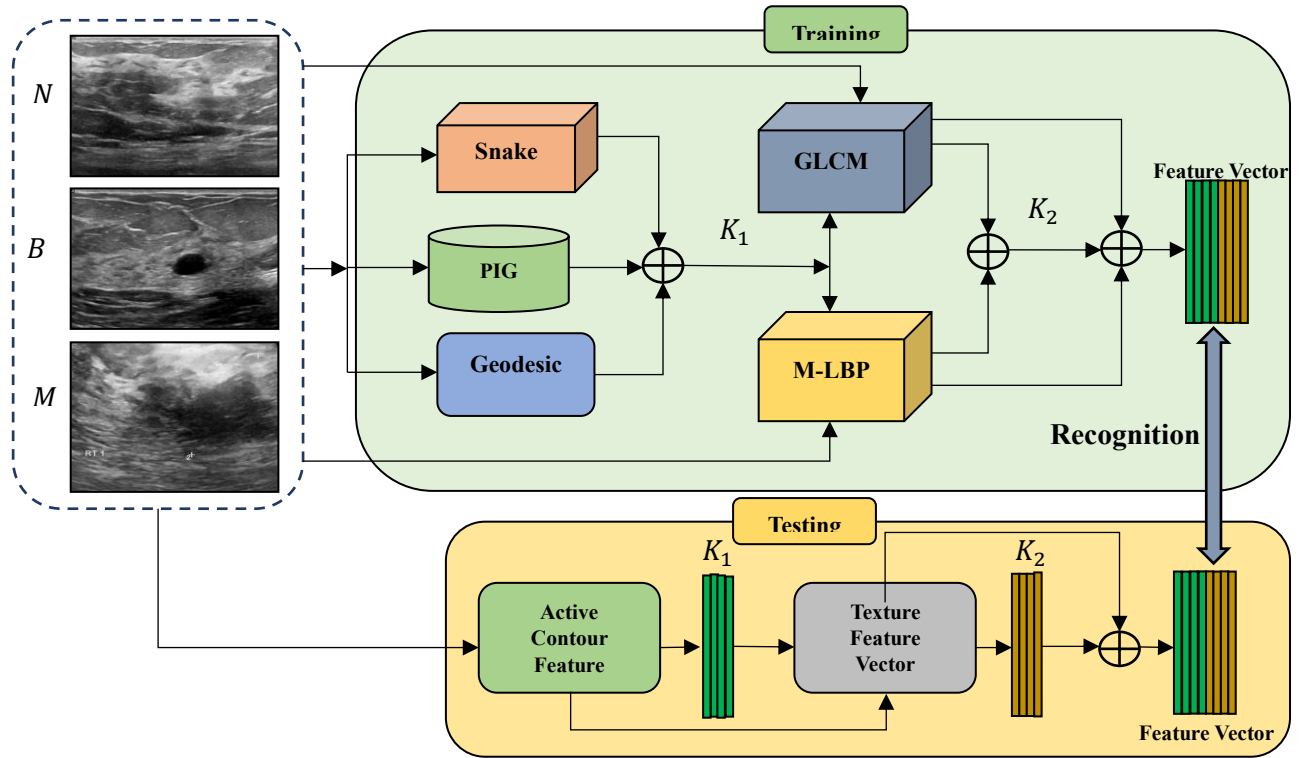 Training
N
Snake
GLCM
Feature Vector
K₁
K₂
B
PIG
Geodesic
M-LBP
M
RT 1
2+
Recognition
Testing
K₁
K₂
Active
Contour
Feature
Texture
Feature
Vector
Feature Vector